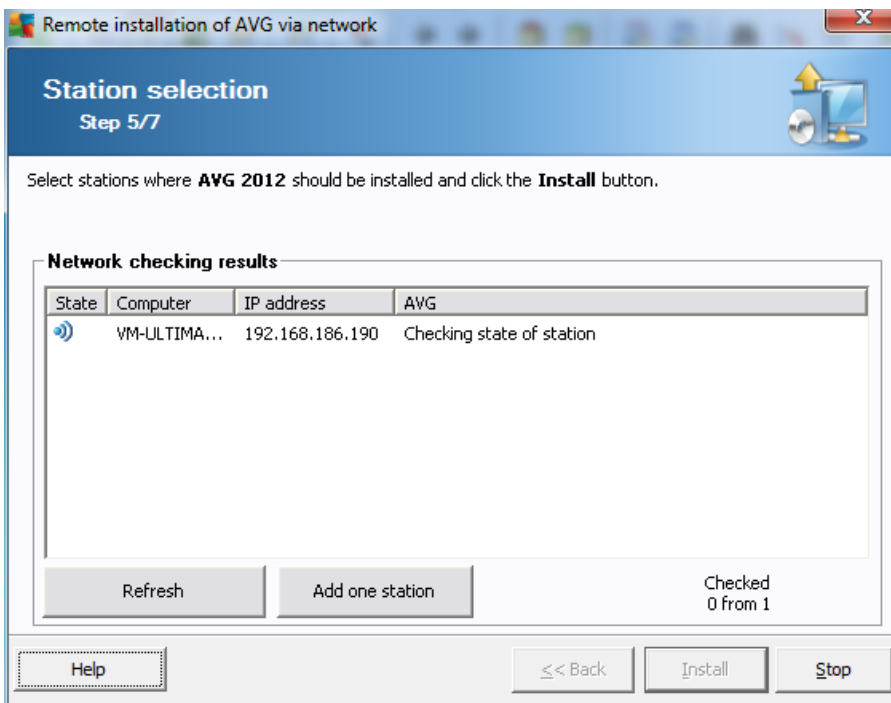 Remote installation of AVG via network
Station selection
Step 5/7
Select stations where AVG 2012 should be installed and click the Install button.
Network checking results
State Computer IP address AVG
VM-ULTIMA... 192.168.186.190 Checking state of station
Refresh Add one station Checked
0 from 1
Help << Back Install Stop